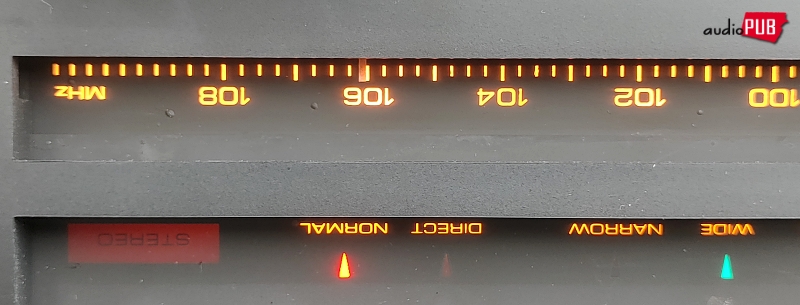 audioPUB
MHz 108 106 104 102 100
STEREO NORMAL DIRECT NARROW WIDE